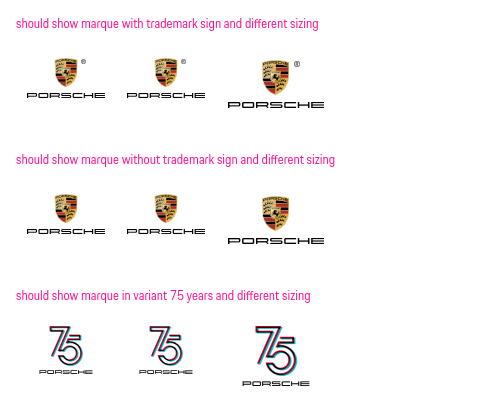 should show marque with trademark sign and different sizing
® ® ®
PORSCHE PORSCHE PORSCHE
should show marque without trademark sign and different sizing
PORSCHE PORSCHE PORSCHE
should show marque in variant 75 years and different sizing
75 75 75
PORSCHE PORSCHE PORSCHE